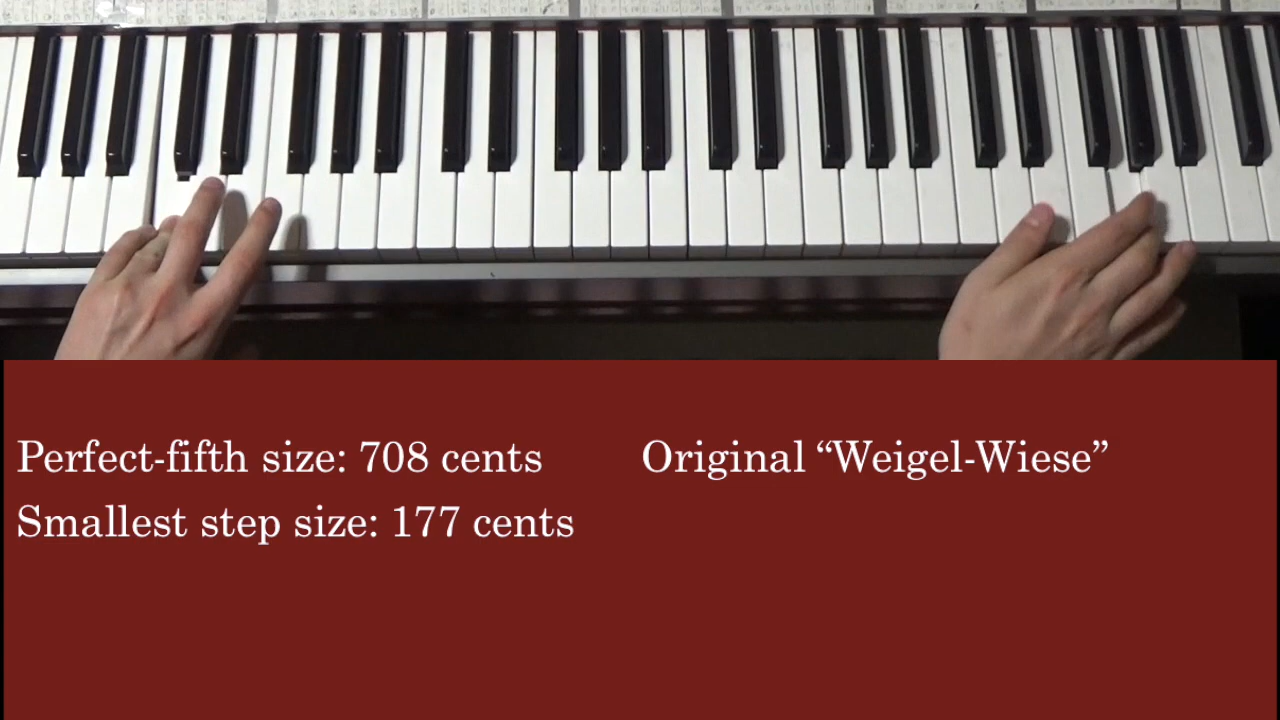 Perfect-fifth size: 708 cents
Original “Weigel-Wiese”
Smallest step size: 177 cents